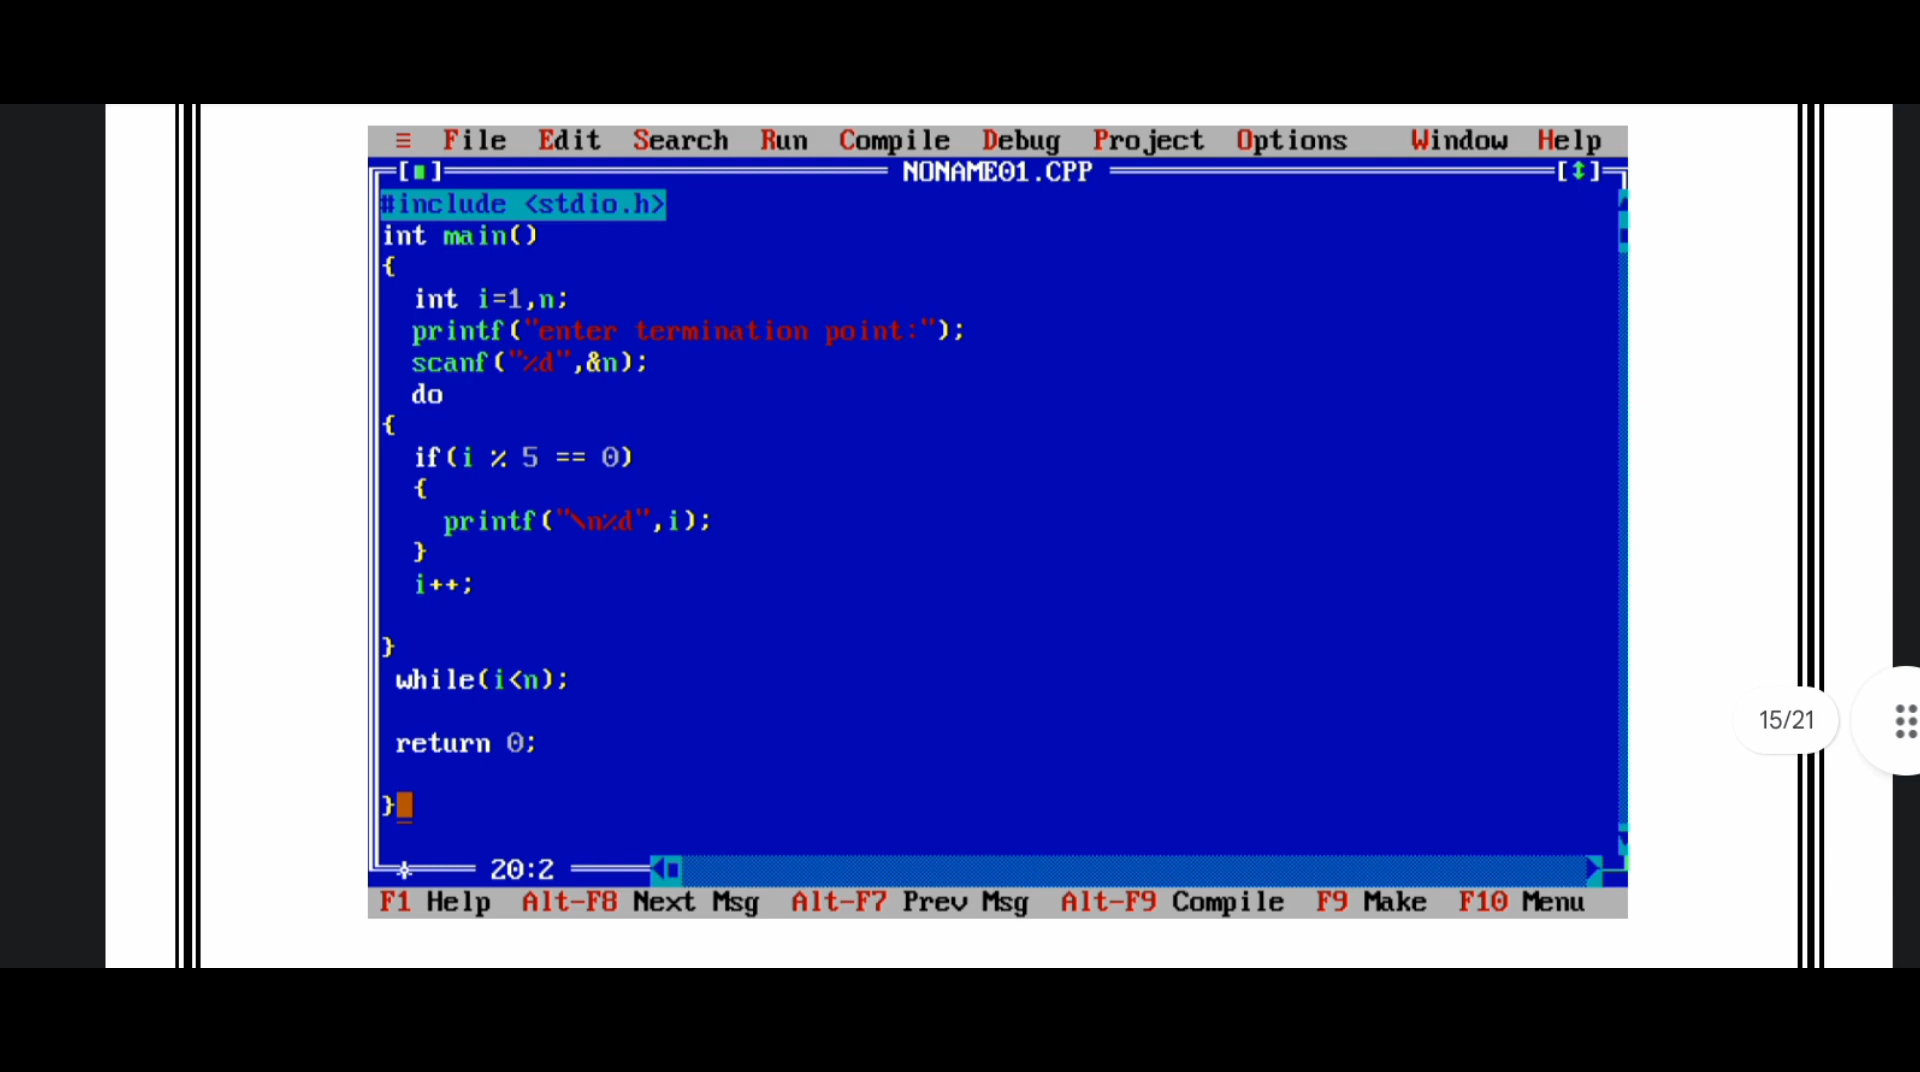 ≡ File Edit Search Run Compile Debug Project Options Window Help
[■] NONAME01.CPP [↕]
#include <stdio.h>
int main()
{
int i=1,n;
printf("enter termination point:");
scanf("%d",&n);
do
{
if(i % 5 == 0)
{
printf("\n%d",i);
}
i++;
}
while(i<n);
return 0;
}
15/21
20:2
F1 Help Alt-F8 Next Msg Alt-F7 Prev Msg Alt-F9 Compile F9 Make F10 Menu